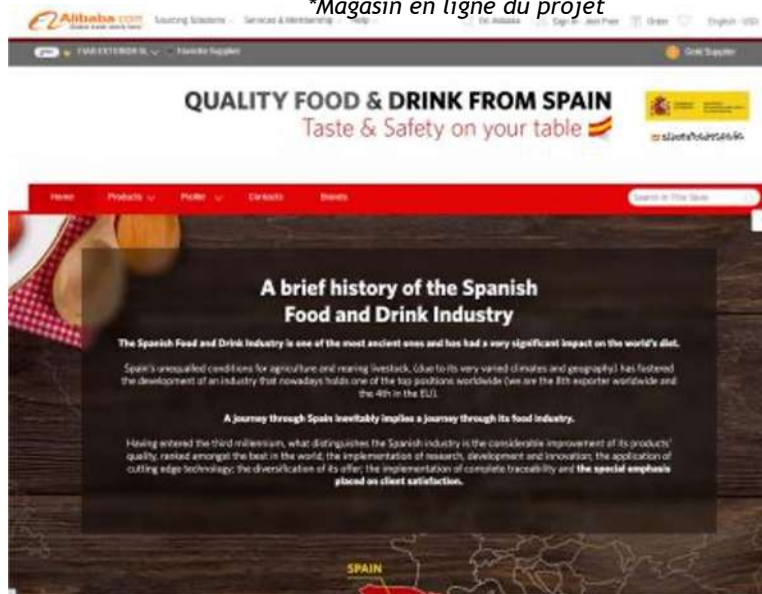 *Magasin en ligne du projet
Alibaba.com Sourcing Solutions Services & Membership Help Sign In Join Free Order English - USD
Favorite Supplier Gold Supplier
QUALITY FOOD & DRINK FROM SPAIN
Taste & Safety on your table
Home Products Profile Contacts Brands Search in This Store
A brief history of the Spanish
Food and Drink Industry
The Spanish Food and Drink Industry is one of the most ancient ones and has had a very significant impact on the world's diet.
Spain's unequalled conditions for agriculture and rearing livestock, (due to its very varied climates and geography) has fostered
the development of an industry that nowadays holds one of the top positions worldwide (we are the 8th exporter worldwide and
the 4th in the EU).
A journey through Spain inevitably implies a journey through its food industry.
Having entered the third millennium, what distinguishes the Spanish industry is the considerable improvement of its products'
quality, ranked amongst the best in the world; the implementation of research, development and innovation; the application of
cutting edge technology; the diversification of its offer; the implementation of complete traceability and the special emphasis
placed on client satisfaction.
SPAIN